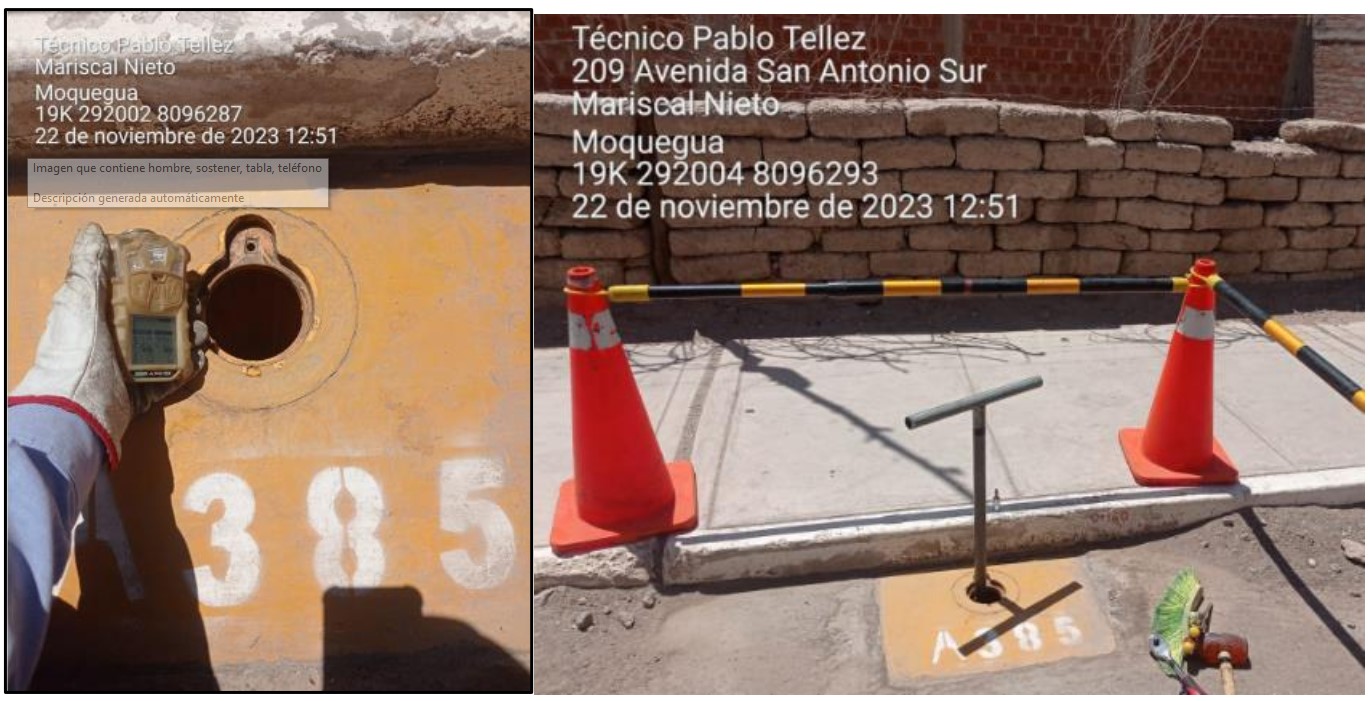 Técnico Pablo Tellez
Mariscal Nieto
Moquegua
19K 292002 8096287
22 de noviembre de 2023 12:51
Imagen que contiene hombre, sostener, tabla, teléfono
Descripción generada automáticamente
A 385
Técnico Pablo Tellez
209 Avenida San Antonio Sur
Mariscal Nieto
Moquegua
19K 292004 8096293
22 de noviembre de 2023 12:51
A385